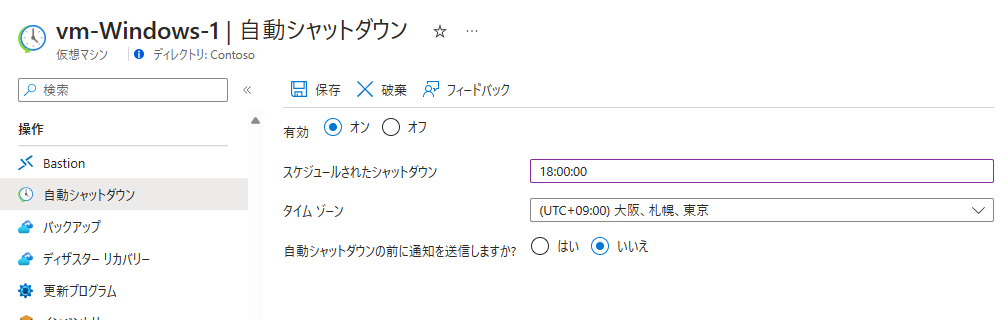 vm-Windows-1 | 自動シャットダウン
仮想マシン
ディレクトリ: Contoso
検索
保存
破棄
フィードバック
操作
Bastion
自動シャットダウン
バックアップ
ディザスター リカバリー
更新プログラム
有効
オン
オフ
スケジュールされたシャットダウン
18:00:00
タイム ゾーン
(UTC+09:00) 大阪、札幌、東京
自動シャットダウンの前に通知を送信しますか?
はい
いいえ